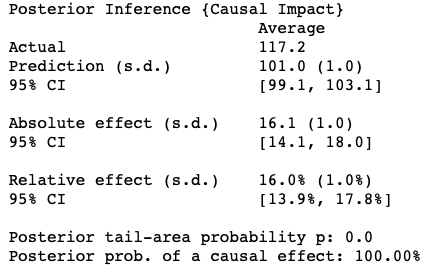 Posterior Inference {Causal Impact}
Average
Actual 117.2
Prediction (s.d.) 101.0 (1.0)
95% CI [99.1, 103.1]
Absolute effect (s.d.) 16.1 (1.0)
95% CI [14.1, 18.0]
Relative effect (s.d.) 16.0% (1.0%)
95% CI [13.9%, 17.8%]
Posterior tail-area probability p: 0.0
Posterior prob. of a causal effect: 100.00%